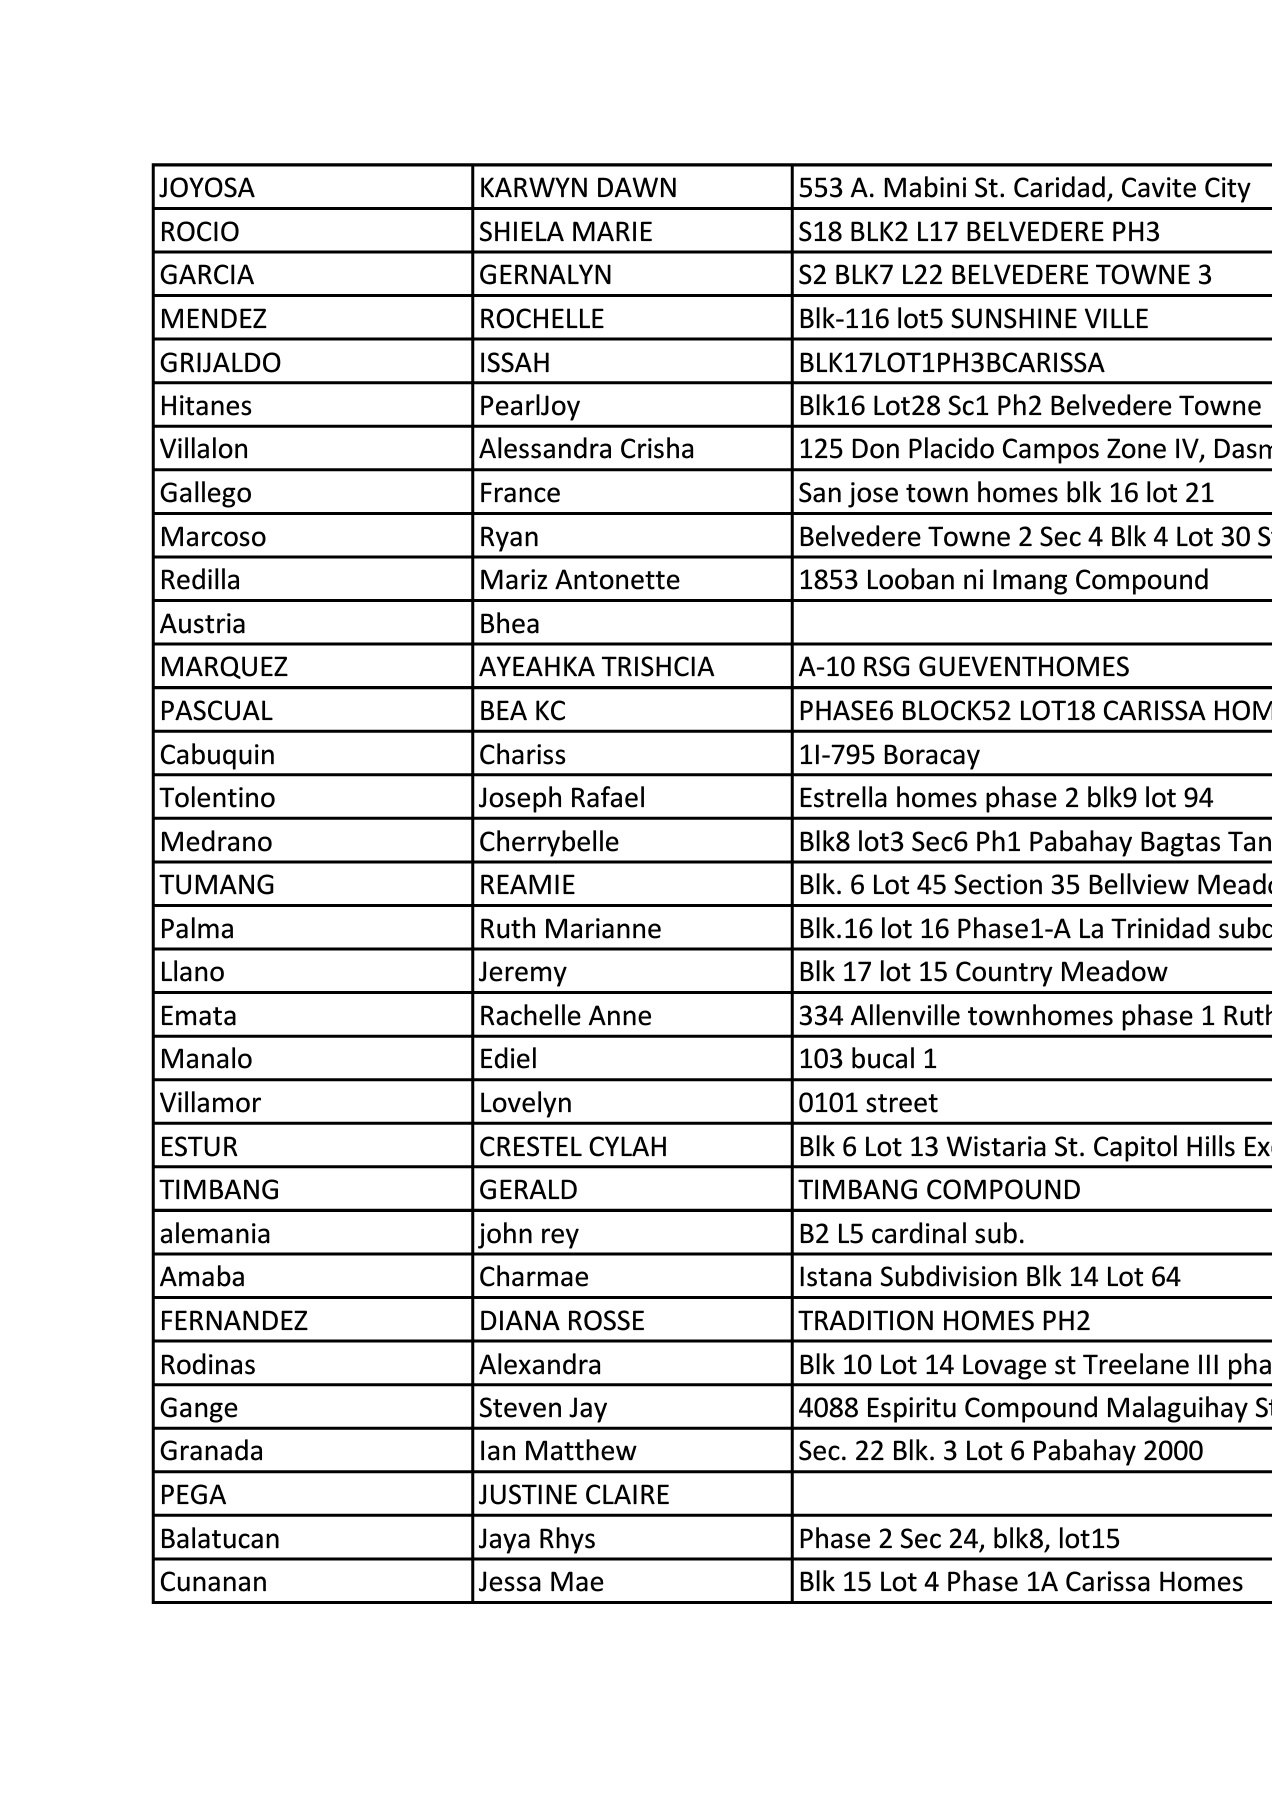 JOYOSA KARWYN DAWN 553 A. Mabini St. Caridad, Cavite City
ROCIO SHIELA MARIE S18 BLK2 L17 BELVEDERE PH3
GARCIA GERNALYN S2 BLK7 L22 BELVEDERE TOWNE 3
MENDEZ ROCHELLE Blk-116 lot5 SUNSHINE VILLE
GRIJALDO ISSAH BLK17LOT1PH3BCARISSA
Hitanes PearlJoy Blk16 Lot28 Sc1 Ph2 Belvedere Towne
Villalon Alessandra Crisha 125 Don Placido Campos Zone IV,
Gallego France San jose town homes blk 16 lot 21
Marcoso Ryan Belvedere Towne 2 Sec 4 Blk 4 Lot 30
Redilla Mariz Antonette 1853 Looban ni Imang Compound
Austria Bhea
MARQUEZ AYEAHKA TRISHCIA A-10 RSG GUEVENTHOMES
PASCUAL BEA KC PHASE6 BLOCK52 LOT18 CARISSA
Cabuquin Chariss 1I-795 Boracay
Tolentino Joseph Rafael Estrella homes phase 2 blk9 lot 94
Medrano Cherrybelle Blk8 lot3 Sec6 Ph1 Pabahay Bagtas
TUMANG REAMIE Blk. 6 Lot 45 Section 35 Bellview
Palma Ruth Marianne Blk.16 lot 16 Phase1-A La Trinidad
Llano Jeremy Blk 17 lot 15 Country Meadow
Emata Rachelle Anne 334 Allenville townhomes phase 1
Manalo Ediel 103 bucal 1
Villamor Lovelyn 0101 street
ESTUR CRESTEL CYLAH Blk 6 Lot 13 Wistaria St. Capitol Hills
TIMBANG GERALD TIMBANG COMPOUND
alemania john rey B2 L5 cardinal sub.
Amaba Charmae Istana Subdivision Blk 14 Lot 64
FERNANDEZ DIANA ROSSE TRADITION HOMES PH2
Rodinas Alexandra Blk 10 Lot 14 Lovage st Treelane III
Gange Steven Jay 4088 Espiritu Compound Malaguihay
Granada Ian Matthew Sec. 22 Blk. 3 Lot 6 Pabahay 2000
PEGA JUSTINE CLAIRE
Balatucan Jaya Rhys Phase 2 Sec 24, blk8, lot15
Cunanan Jessa Mae Blk 15 Lot 4 Phase 1A Carissa Homes